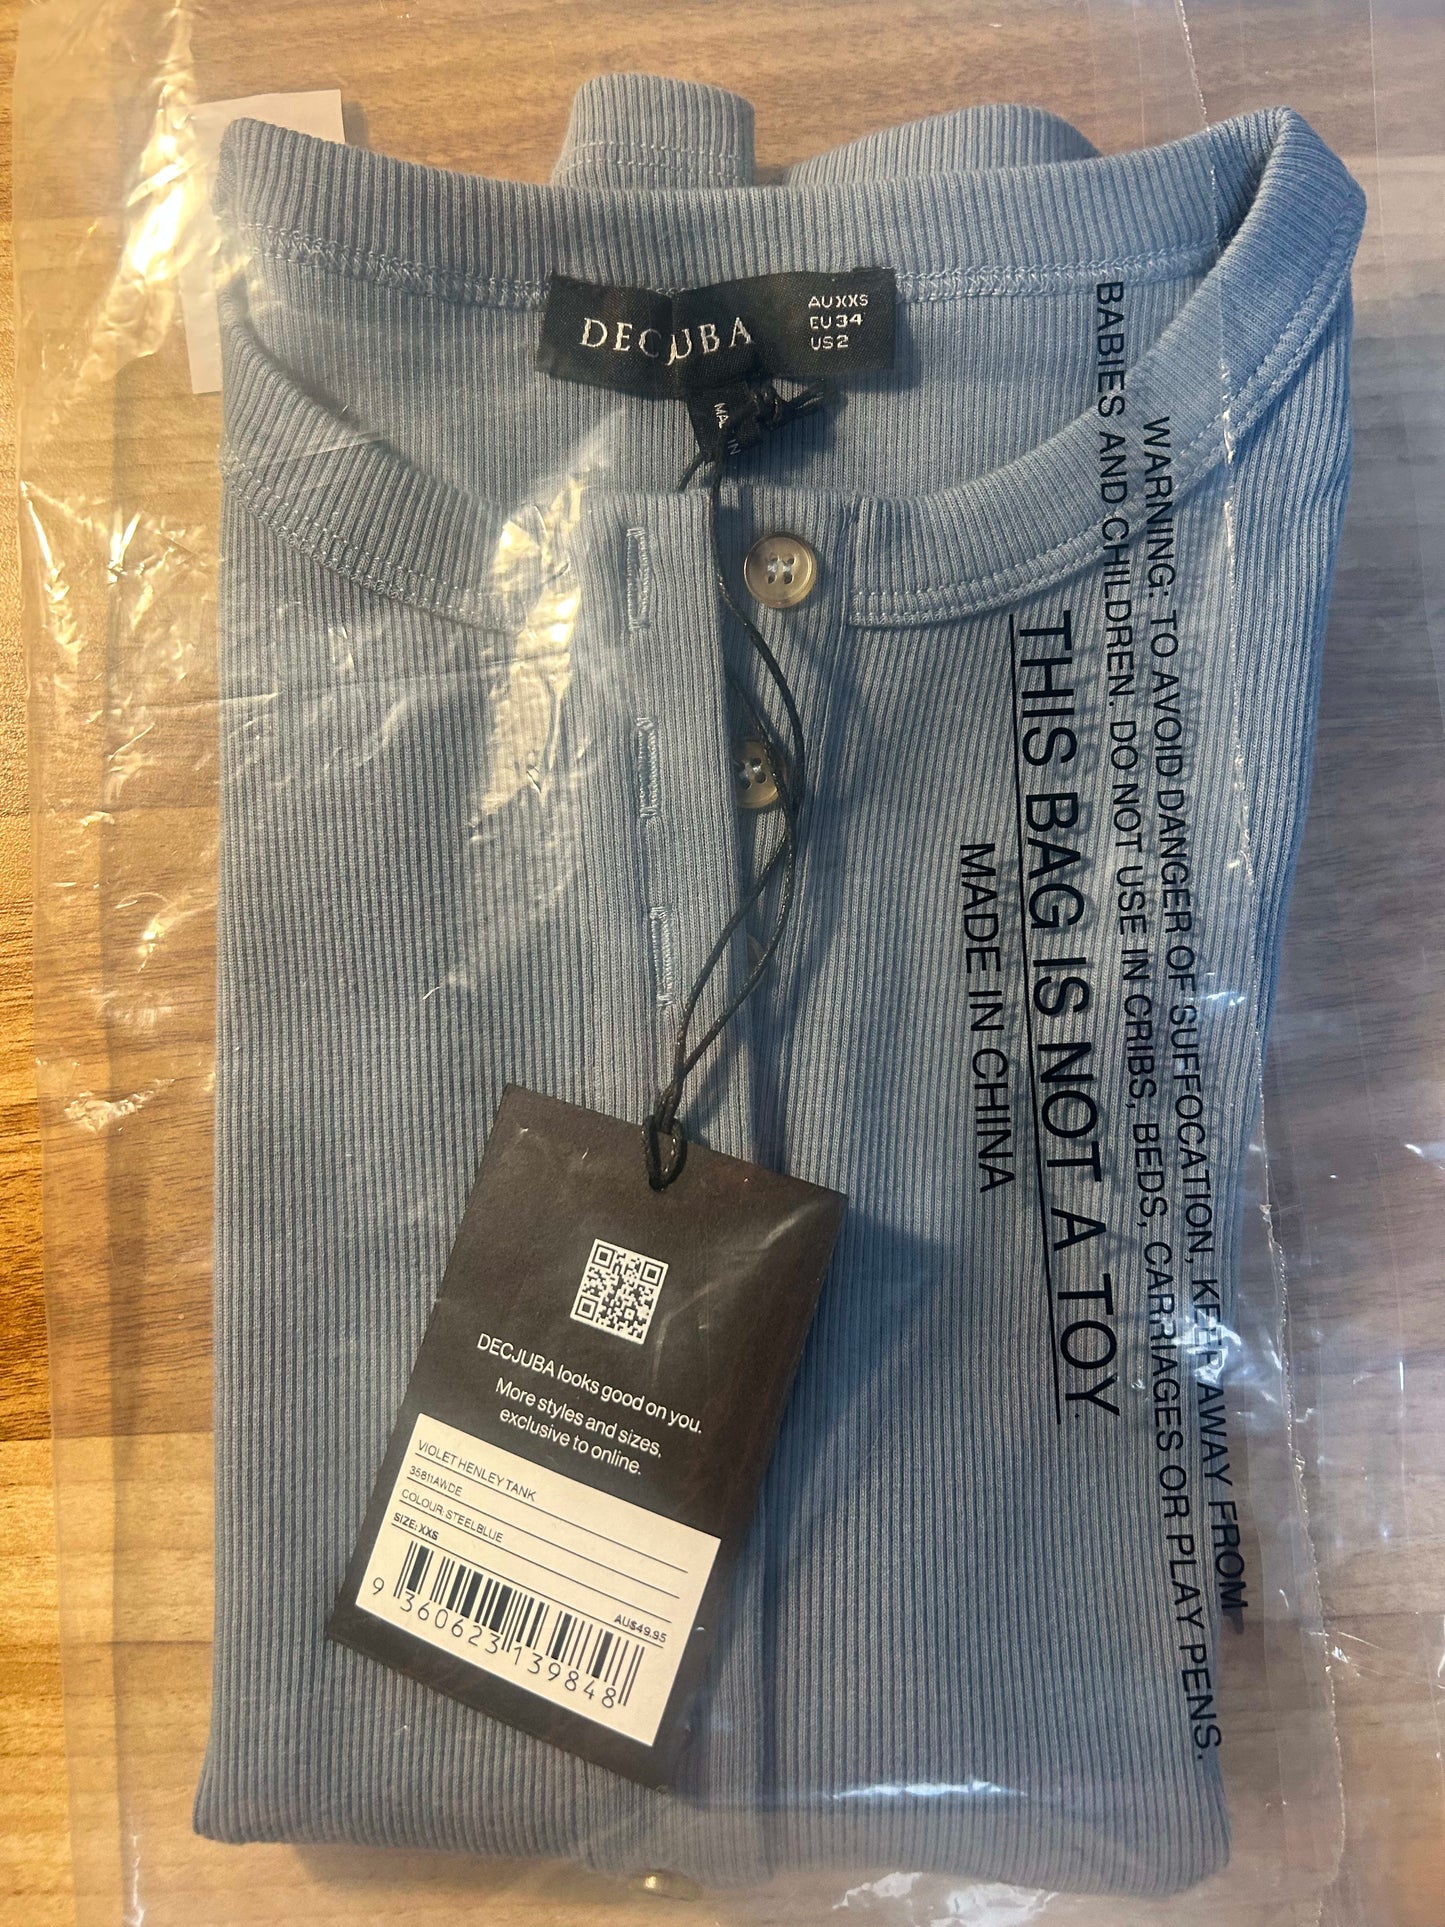 DECJUBA
AU XXS
EU 34
US 2
IN
WARNING: TO AVOID DANGER OF SUFFOCATION, KEEP AWAY FROM
BABIES AND CHILDREN. DO NOT USE IN CRIBS, BEDS, CARRIAGES OR PLAY PENS.
THIS BAG IS NOT A TOY.
MADE IN CHINA
DECJUBA looks good on you.
More styles and sizes,
exclusive to online.
VIOLET HENLEY TANK
35811AWDE
COLOUR: STEELBLUE
SIZE: XXS
AU$49.95
9 360623 139848